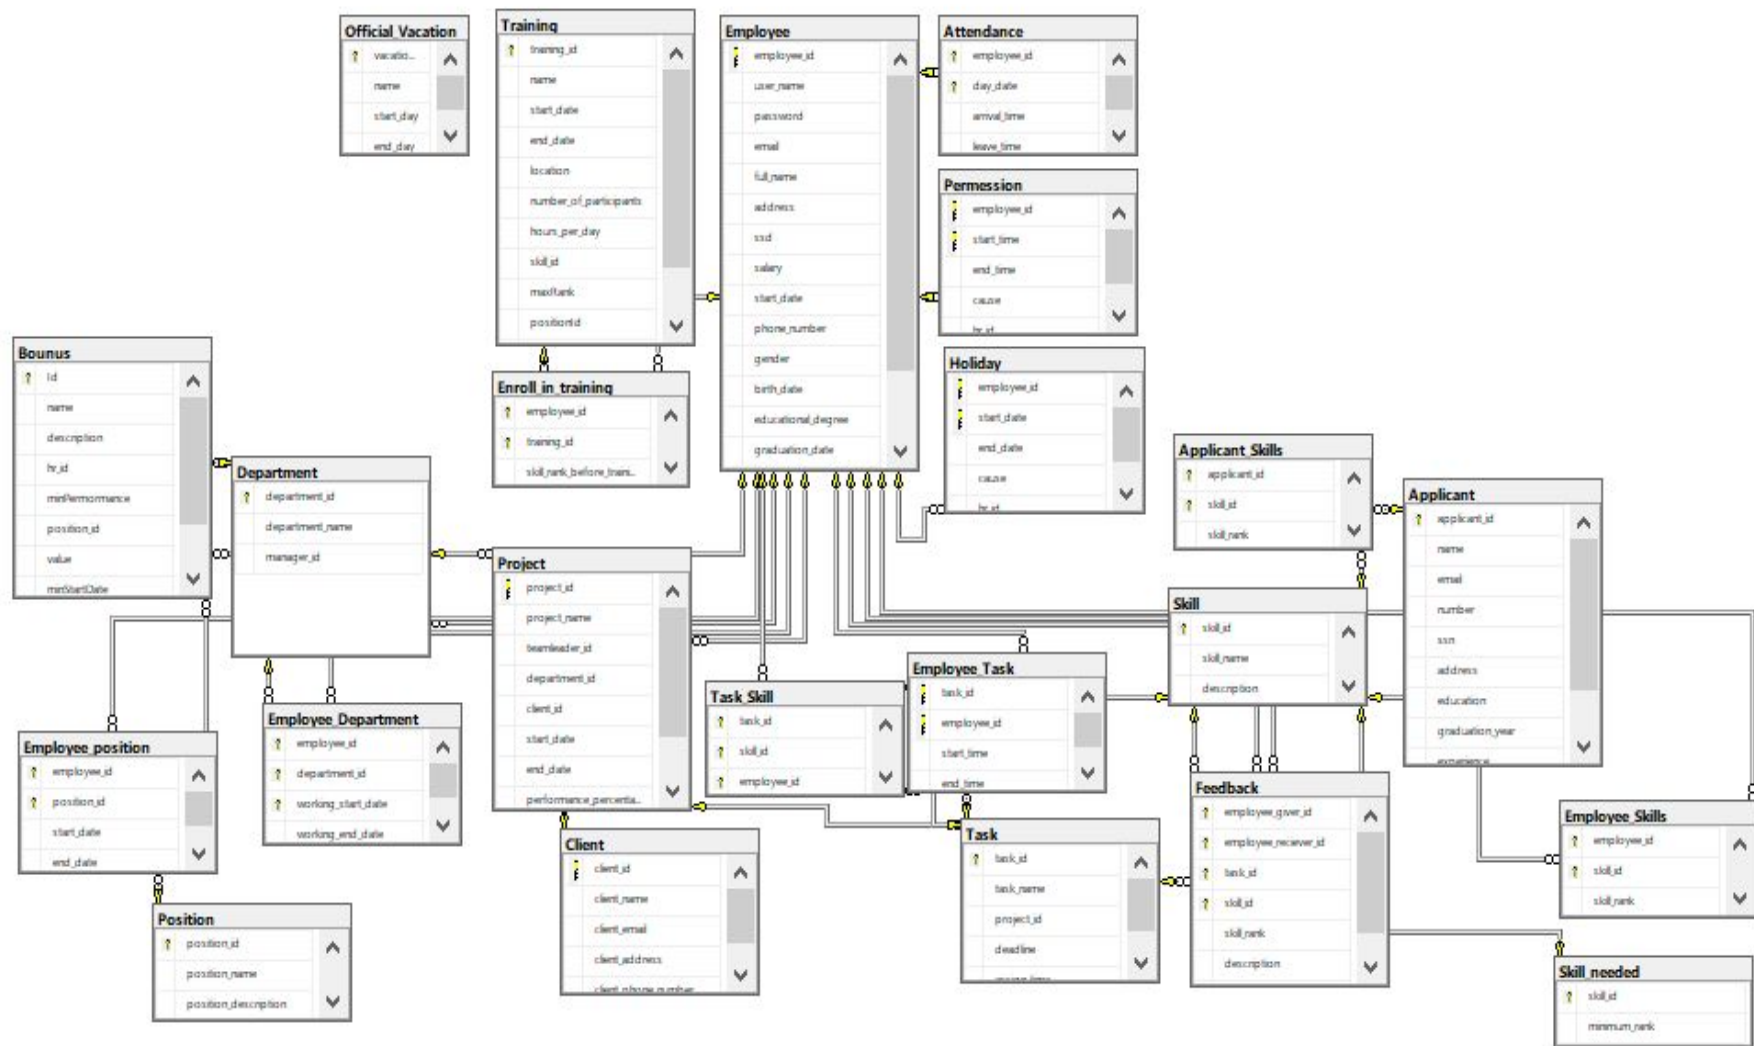 Official_Vacation
vacatio...
name
start_day
end_day
Training
training_id
name
start_date
end_date
location
number_of_participants
hours_per_day
skill_id
maxRank
positionId
Employee
employee_id
user_name
password
email
full_name
address
ssd
salary
start_date
phone_number
gender
birth_date
educational_degree
graduation_date
Attendance
employee_id
day_date
arrival_time
leave_time
Permession
employee_id
start_time
end_time
cause
hr_id
Holiday
employee_id
start_date
end_date
cause
hr_id
Bounus
Id
name
description
hr_id
minPermormance
position_id
value
minStartDate
Enroll_in_training
employee_id
training_id
skill_rank_before_traini...
Department
department_id
department_name
manager_id
Applicant_Skills
applicant_id
skill_id
skill_rank
Applicant
applicant_id
name
email
number
ssn
address
education
graduation_year
experience
Project
project_id
project_name
teamleader_id
department_id
client_id
start_date
end_date
performance_percenta...
Skill
skill_id
skill_name
description
Employee_Task
task_id
employee_id
start_time
end_time
Task_Skill
task_id
skill_id
employee_id
Employee_Department
employee_id
department_id
working_start_date
working_end_date
Employee_position
employee_id
position_id
start_date
end_date
Feedback
employee_giver_id
employee_receiver_id
task_id
skill_id
skill_rank
description
Employee_Skills
employee_id
skill_id
skill_rank
Client
client_id
client_name
client_email
client_address
client_phone_number
Task
task_id
task_name
project_id
deadline
Position
position_id
position_name
position_description
Skill_needed
skill_id
minimum_rank